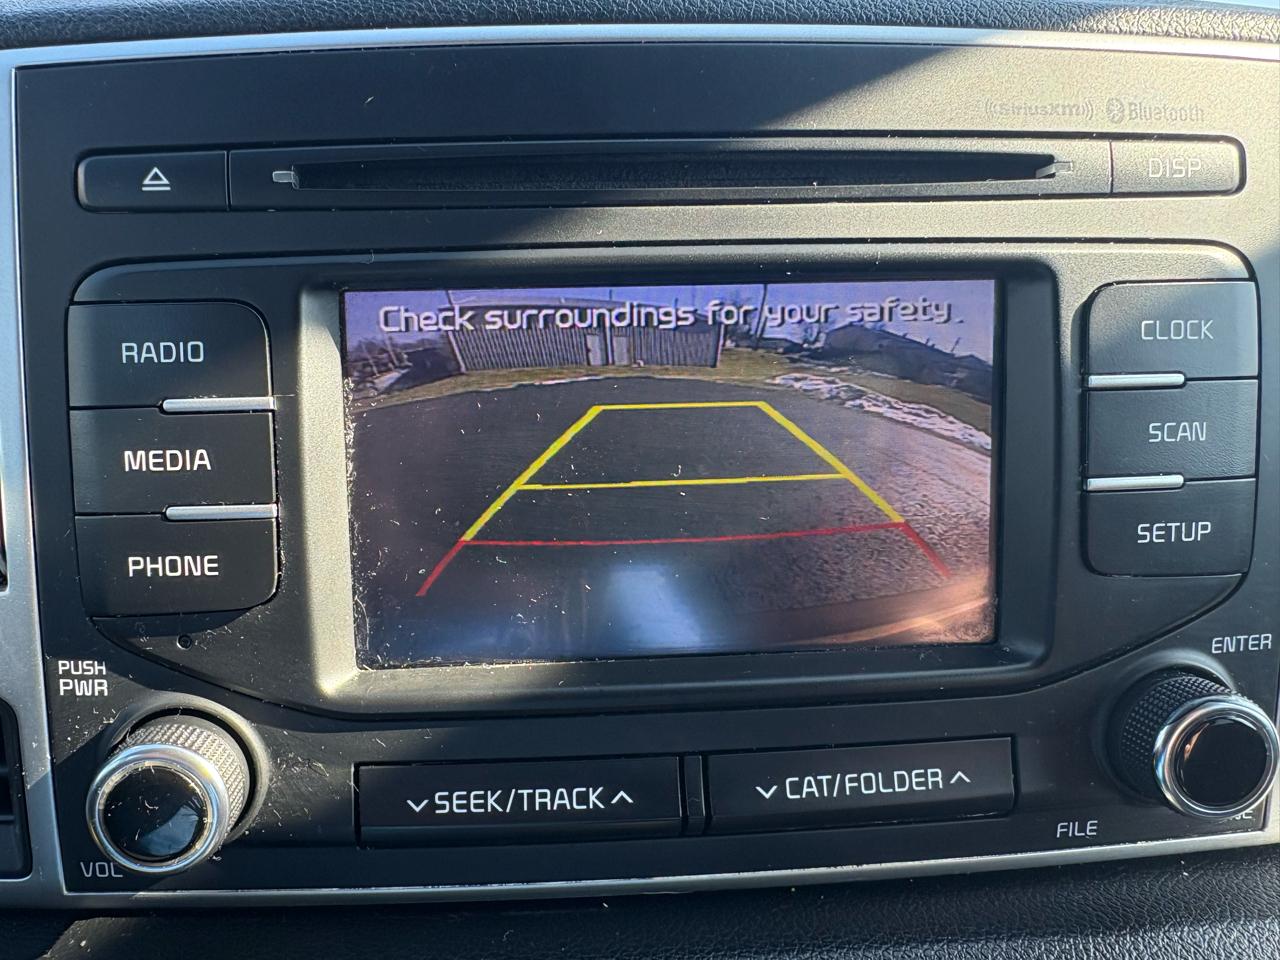 ((SiriusXM)) Bluetooth
DISP
Check surroundings for your safety.
RADIO
MEDIA
PHONE
CLOCK
SCAN
SETUP
PUSH
PWR
VOL
SEEK/TRACK
CAT/FOLDER
ENTER
FILE